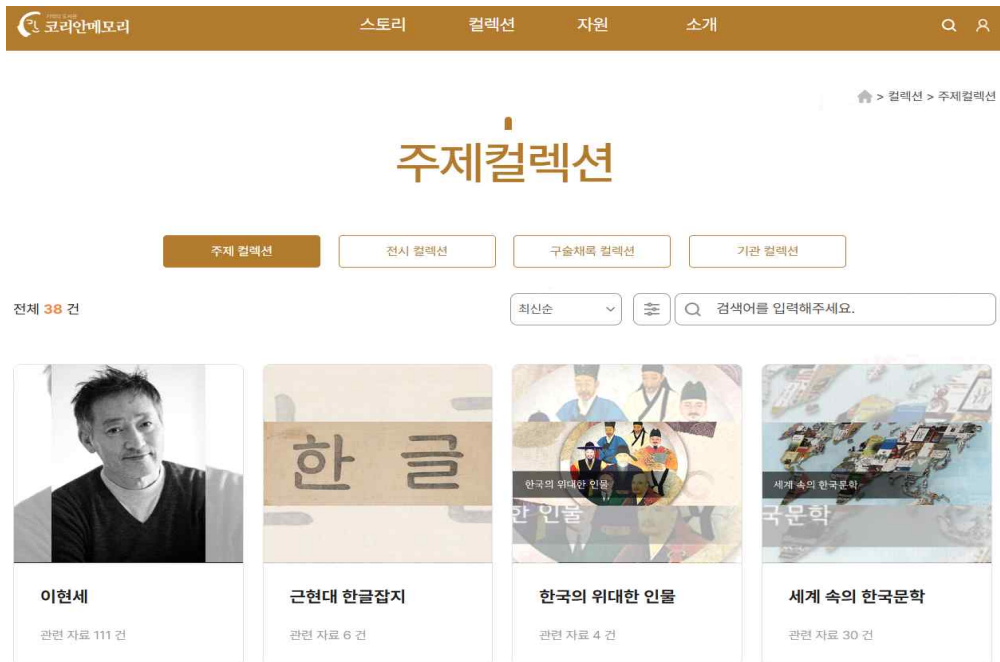 기억의 도서관
코리안메모리
스토리 컬렉션 자원 소개
> 컬렉션 > 주제컬렉션
주제컬렉션
주제 컬렉션 전시 컬렉션 구술채록 컬렉션 기관 컬렉션
전체 38 건
최신순 검색어를 입력해주세요.
한글
한국의 위대한 인물
한 인물
세계 속의 한국문학
국문학
이현세 근현대 한글잡지 한국의 위대한 인물 세계 속의 한국문학
관련 자료 111 건 관련 자료 6 건 관련 자료 4 건 관련 자료 30 건